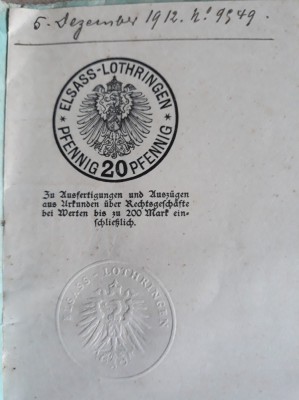 5. Dezember 1912. No. 9549.
ELSASS-LOTHRINGEN
PFENNIG 20 PFENNIG
Zu Ausfertigungen und Auszügen
aus Urkunden über Rechtsgeschäfte
bei Werten bis zu 200 Mark ein-
schließlich.
ELSASS-LOTHRINGEN